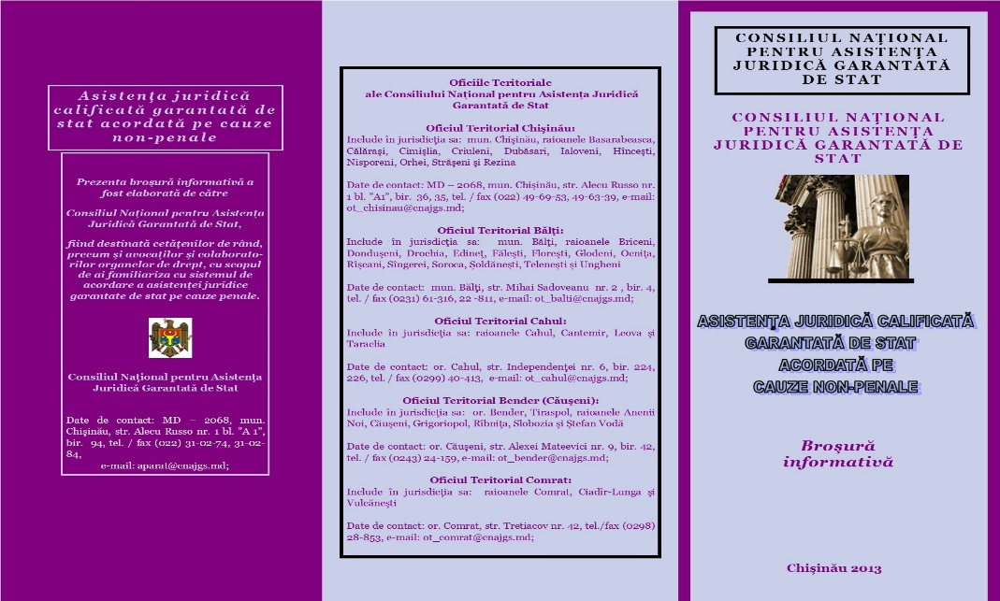 Asistenţa juridică
calificată garantată de
stat acordată pe cauze
non-penale
Prezenta broşură informativă a
fost elaborată de către
Consiliul Naţional pentru Asistenţa
Juridică Garantată de Stat,
fiind destinată cetăţenilor de rând,
precum şi avocaţilor şi colaborato-
rilor organelor de drept, cu scopul
de ai familiariza cu sistemul de
acordare a asistenţei juridice
garantate de stat pe cauze penale.
Consiliul Naţional pentru Asistenţa
Juridică Garantată de Stat
Date de contact: MD – 2068, mun.
Chişinău, str. Alecu Russo nr. 1 bl. ”A 1”,
bir. 94, tel. / fax (022) 31-02-74, 31-02-
84,
e-mail: aparat@cnajgs.md;
Oficiile Teritoriale
ale Consiliului Naţional pentru Asistenţa Juridică
Garantată de Stat
Oficiul Teritorial Chişinău:
Include în jurisdicţia sa: mun. Chişinău, raioanele Basarabeasca,
Călăraşi, Cimişlia, Criuleni, Dubăsari, Ialoveni, Hînceşti,
Nisporeni, Orhei, Străşeni şi Rezina
Date de contact: MD – 2068, mun. Chişinău, str. Alecu Russo nr.
1 bl. ”A1”, bir. 36, 35, tel. / fax (022) 49-69-53, 49-63-39, e-mail:
ot_chisinau@cnajgs.md;
Oficiul Teritorial Bălţi:
Include în jurisdicţia sa: mun. Bălţi, raioanele Briceni,
Donduşeni, Drochia, Edineţ, Făleşti, Floreşti, Glodeni, Ocniţa,
Rîşcani, Sîngerei, Soroca, Şoldăneşti, Teleneşti si Ungheni
Date de contact: mun. Bălţi, str. Mihai Sadoveanu nr. 2 , bir. 4,
tel. / fax (0231) 61-316, 22 -811, e-mail: ot_balti@cnajgs.md;
Oficiul Teritorial Cahul:
Include în jurisdicţia sa: raioanele Cahul, Cantemir, Leova şi
Taraclia
Date de contact: or. Cahul, str. Independenţei nr. 6, bir. 224,
226, tel. / fax (0299) 40-413, e-mail: ot_cahul@cnajgs.md;
Oficiul Teritorial Bender (Căuşeni):
Include în jurisdicţia sa: or. Bender, Tiraspol, raioanele Anenii
Noi, Căuşeni, Grigoriopol, Rîbniţa, Slobozia şi Ştefan Vodă
Date de contact: or. Căuşeni, str. Alexei Mateevici nr. 9, bir. 42,
tel. / fax (0243) 24-159, e-mail: ot_bender@cnajgs.md;
Oficiul Teritorial Comrat:
Include în jurisdicţia sa: raioanele Comrat, Ciadîr-Lunga şi
Vulcăneşti
Date de contact: or. Comrat, str. Tretiacov nr. 42, tel./fax (0298)
28-853, e-mail: ot_comrat@cnajgs.md;
CONSILIUL NAŢIONAL
PENTRU ASISTENŢA
JURIDICĂ GARANTATĂ
DE STAT
CONSILIUL NAŢIONAL
PENTRU ASISTENŢA
JURIDICĂ GARANTATĂ DE
STAT
ASISTENŢA JURIDICĂ CALIFICATĂ
GARANTATĂ DE STAT
ACORDATĂ PE
CAUZE NON-PENALE
Broşură
informativă
Chişinău 2013